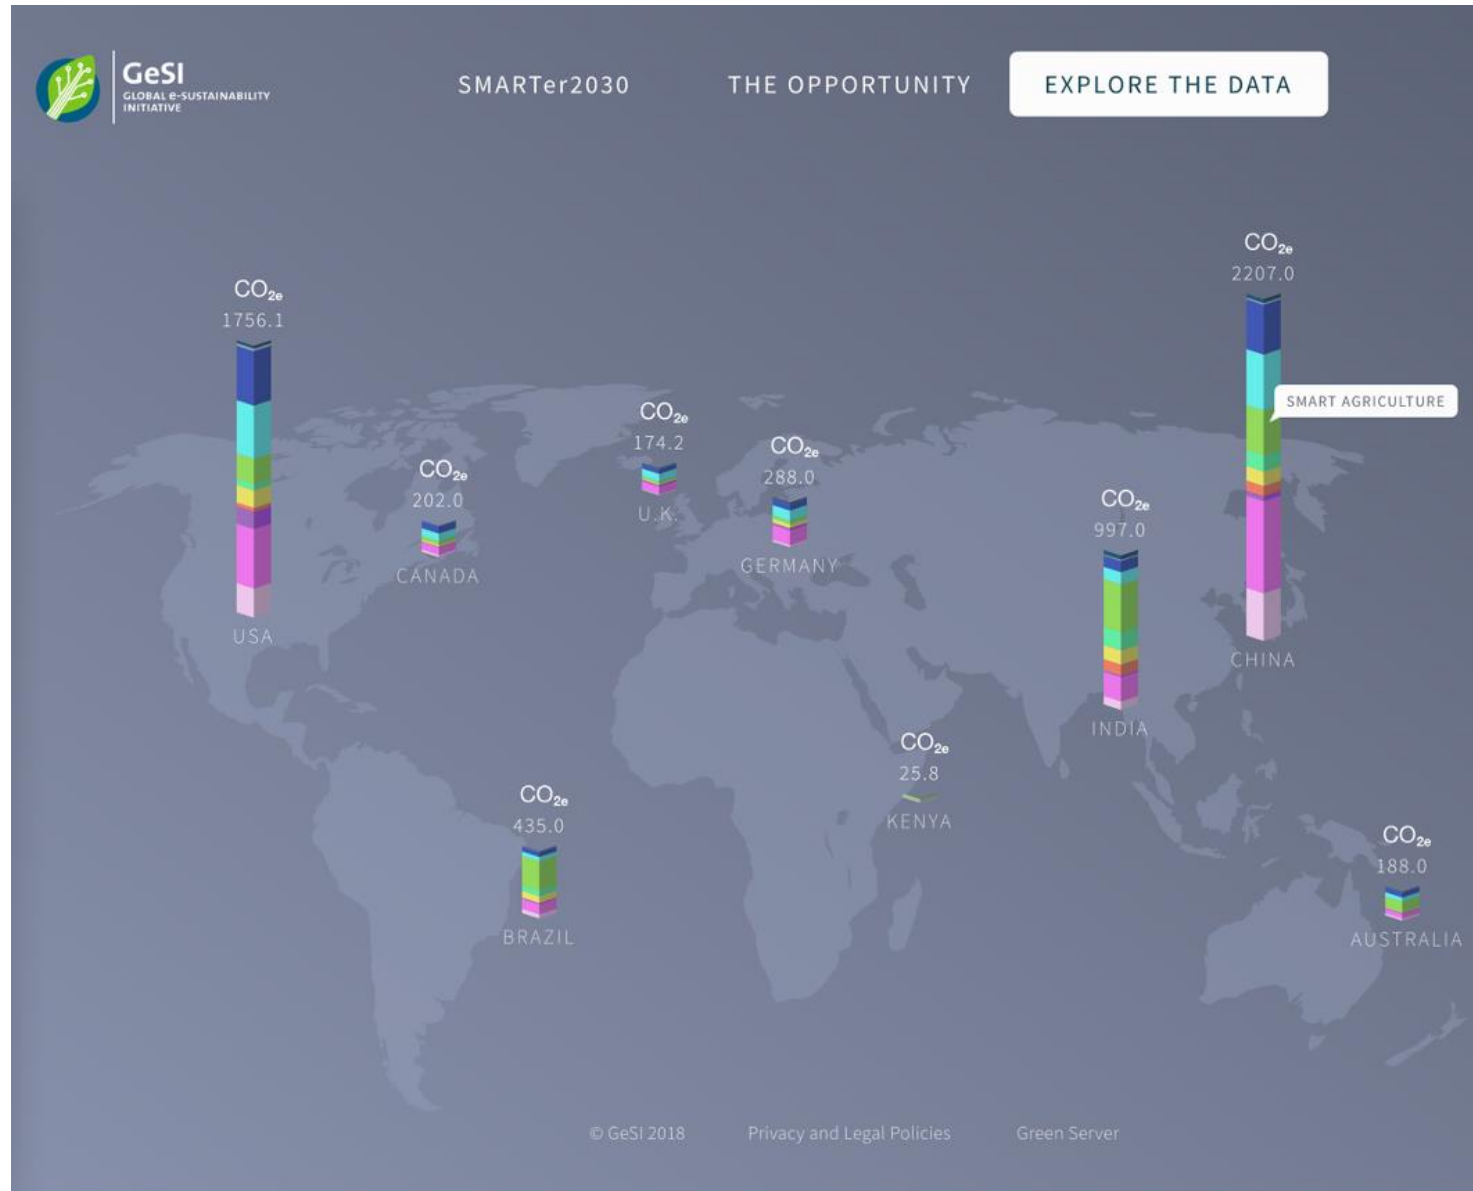 GeSI
GLOBAL e-SUSTAINABILITY
INITIATIVE
SMARTer2030
THE OPPORTUNITY
EXPLORE THE DATA
CO2e
1756.1
USA
CO2e
202.0
CANADA
CO2e
174.2
U.K.
CO2e
288.0
GERMANY
CO2e
997.0
INDIA
CO2e
2207.0
SMART AGRICULTURE
CHINA
CO2e
435.0
BRAZIL
CO2e
25.8
KENYA
CO2e
188.0
AUSTRALIA
© GeSI 2018
Privacy and Legal Policies
Green Server